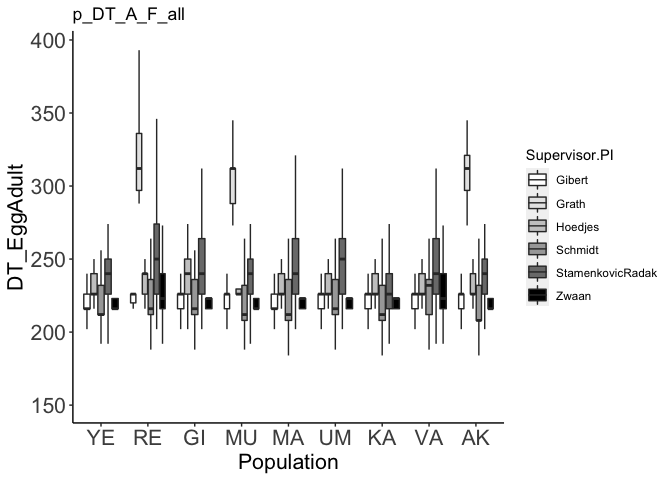 p_DT_A_F_all
400
350
300
250
200
150
DT_EggAdult
YE RE GI MU MA UM KA VA AK
Population
Supervisor.PI
Gibert
Grath
Hoedjes
Schmidt
StamenkovicRadak
Zwaan